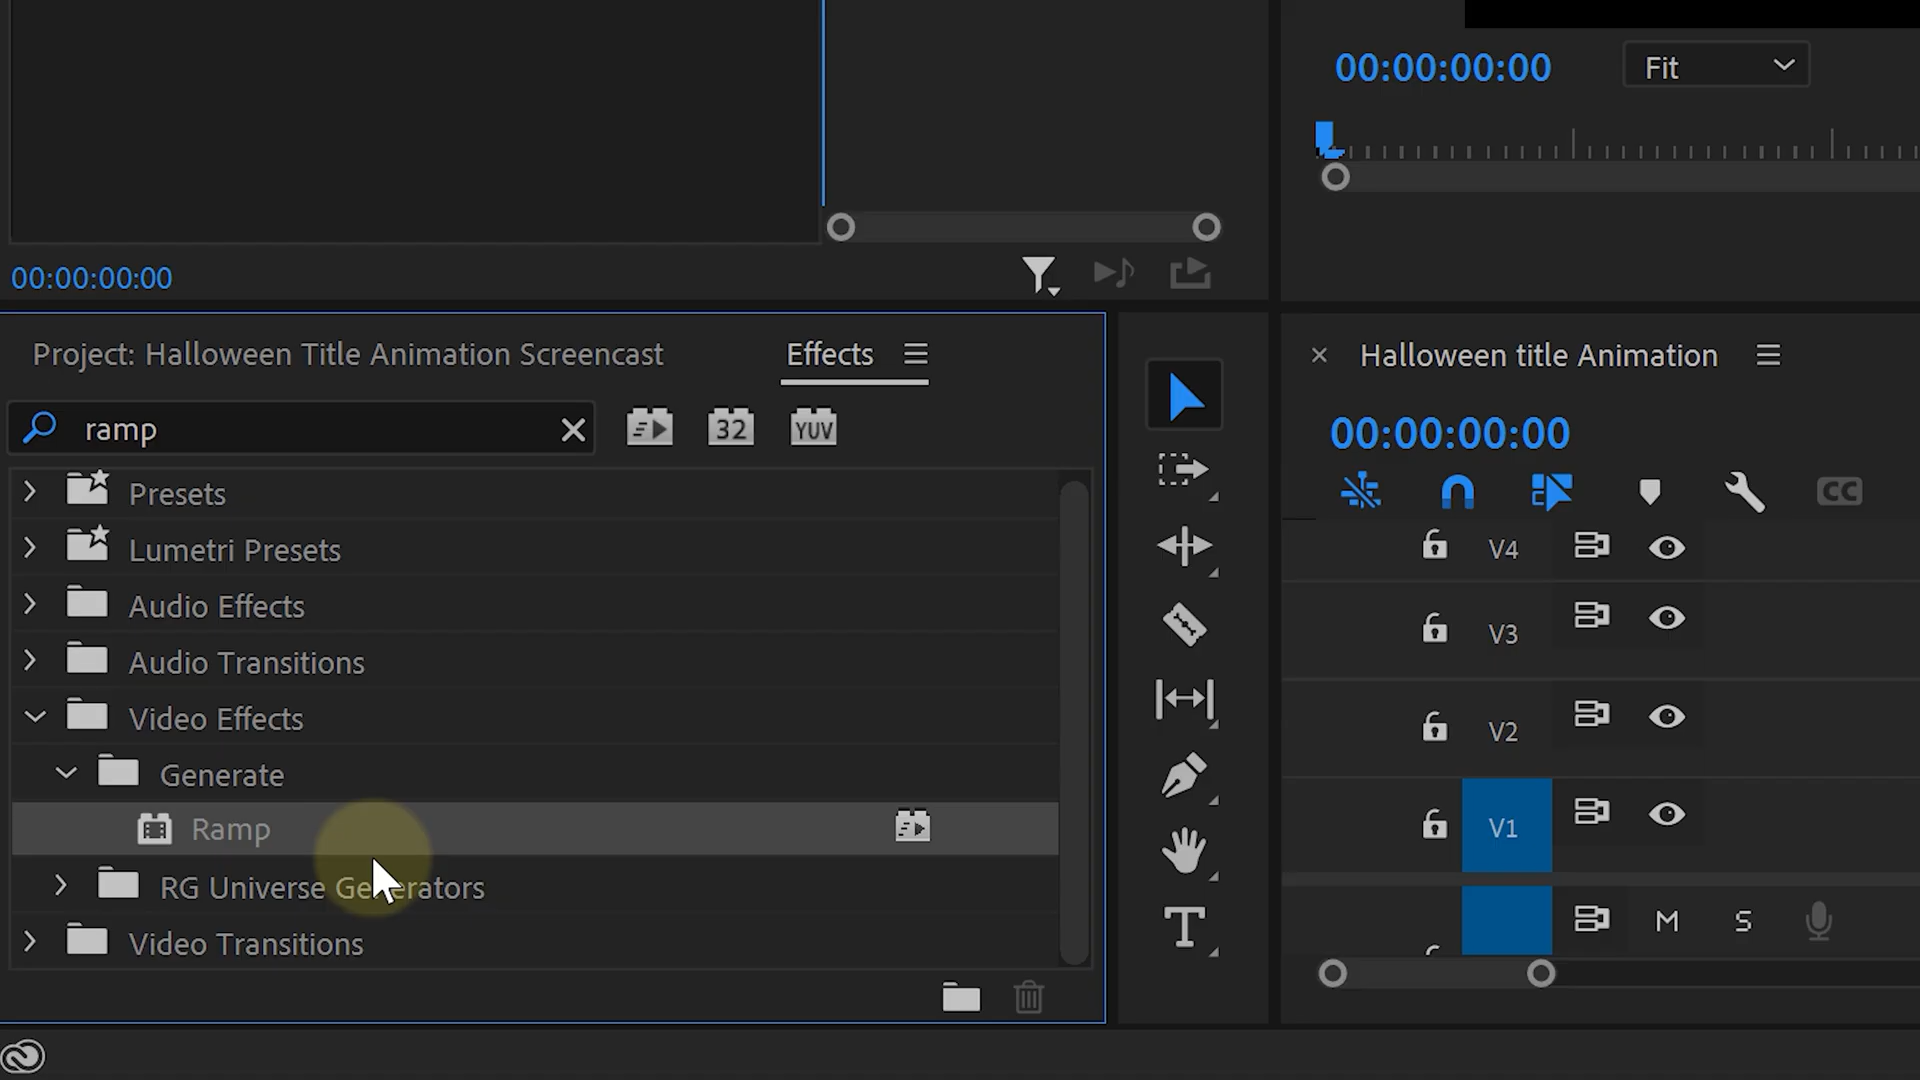 00:00:00:00
Fit
00:00:00:00
Project: Halloween Title Animation Screencast
Effects
ramp
32
YUV
Presets
Lumetri Presets
Audio Effects
Audio Transitions
Video Effects
Generate
Ramp
RG Universe Generators
Video Transitions
T
Halloween title Animation
00:00:00:00
CC
V4
V3
V2
V1
M
S